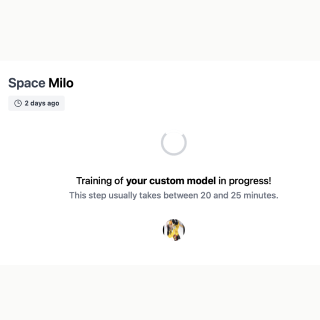 Space Milo
2 days ago
Training of your custom model in progress!
This step usually takes between 20 and 25 minutes.